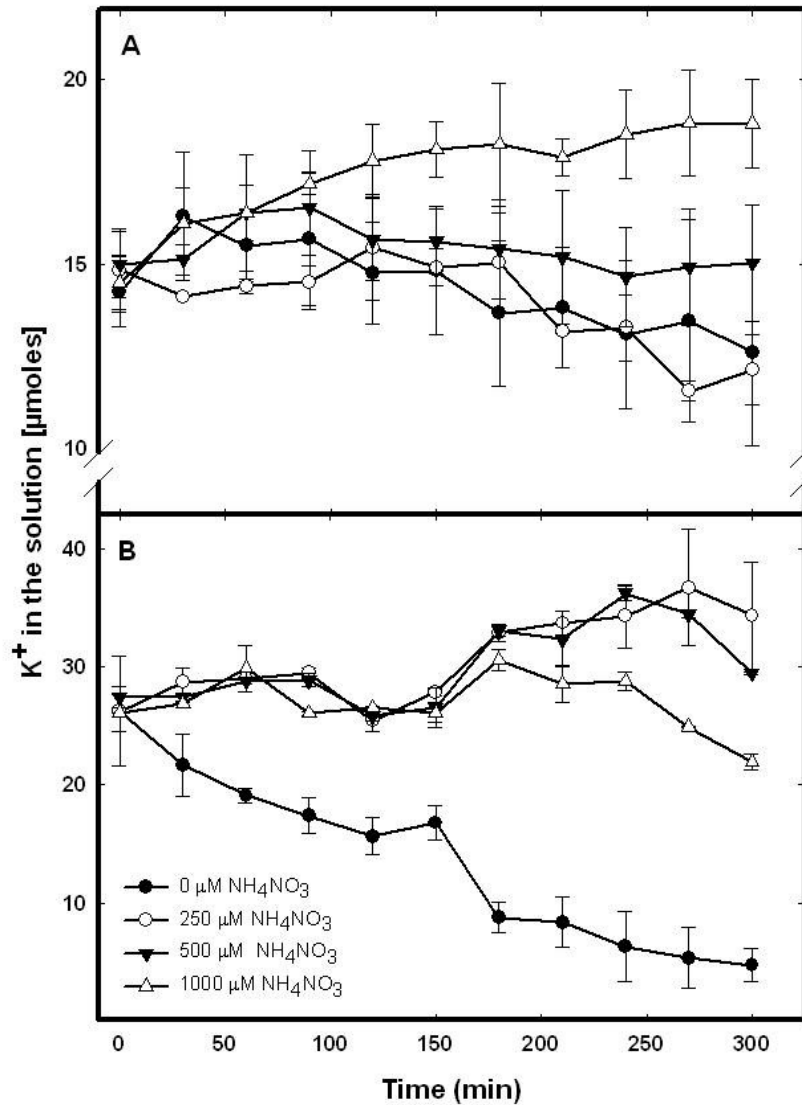 A
20
15
10
K+ in the solution [µmoles]
B
40
30
20
10
0 µM NH4NO3
250 µM NH4NO3
500 µM NH4NO3
1000 µM NH4NO3
0 50 100 150 200 250 300
Time (min)